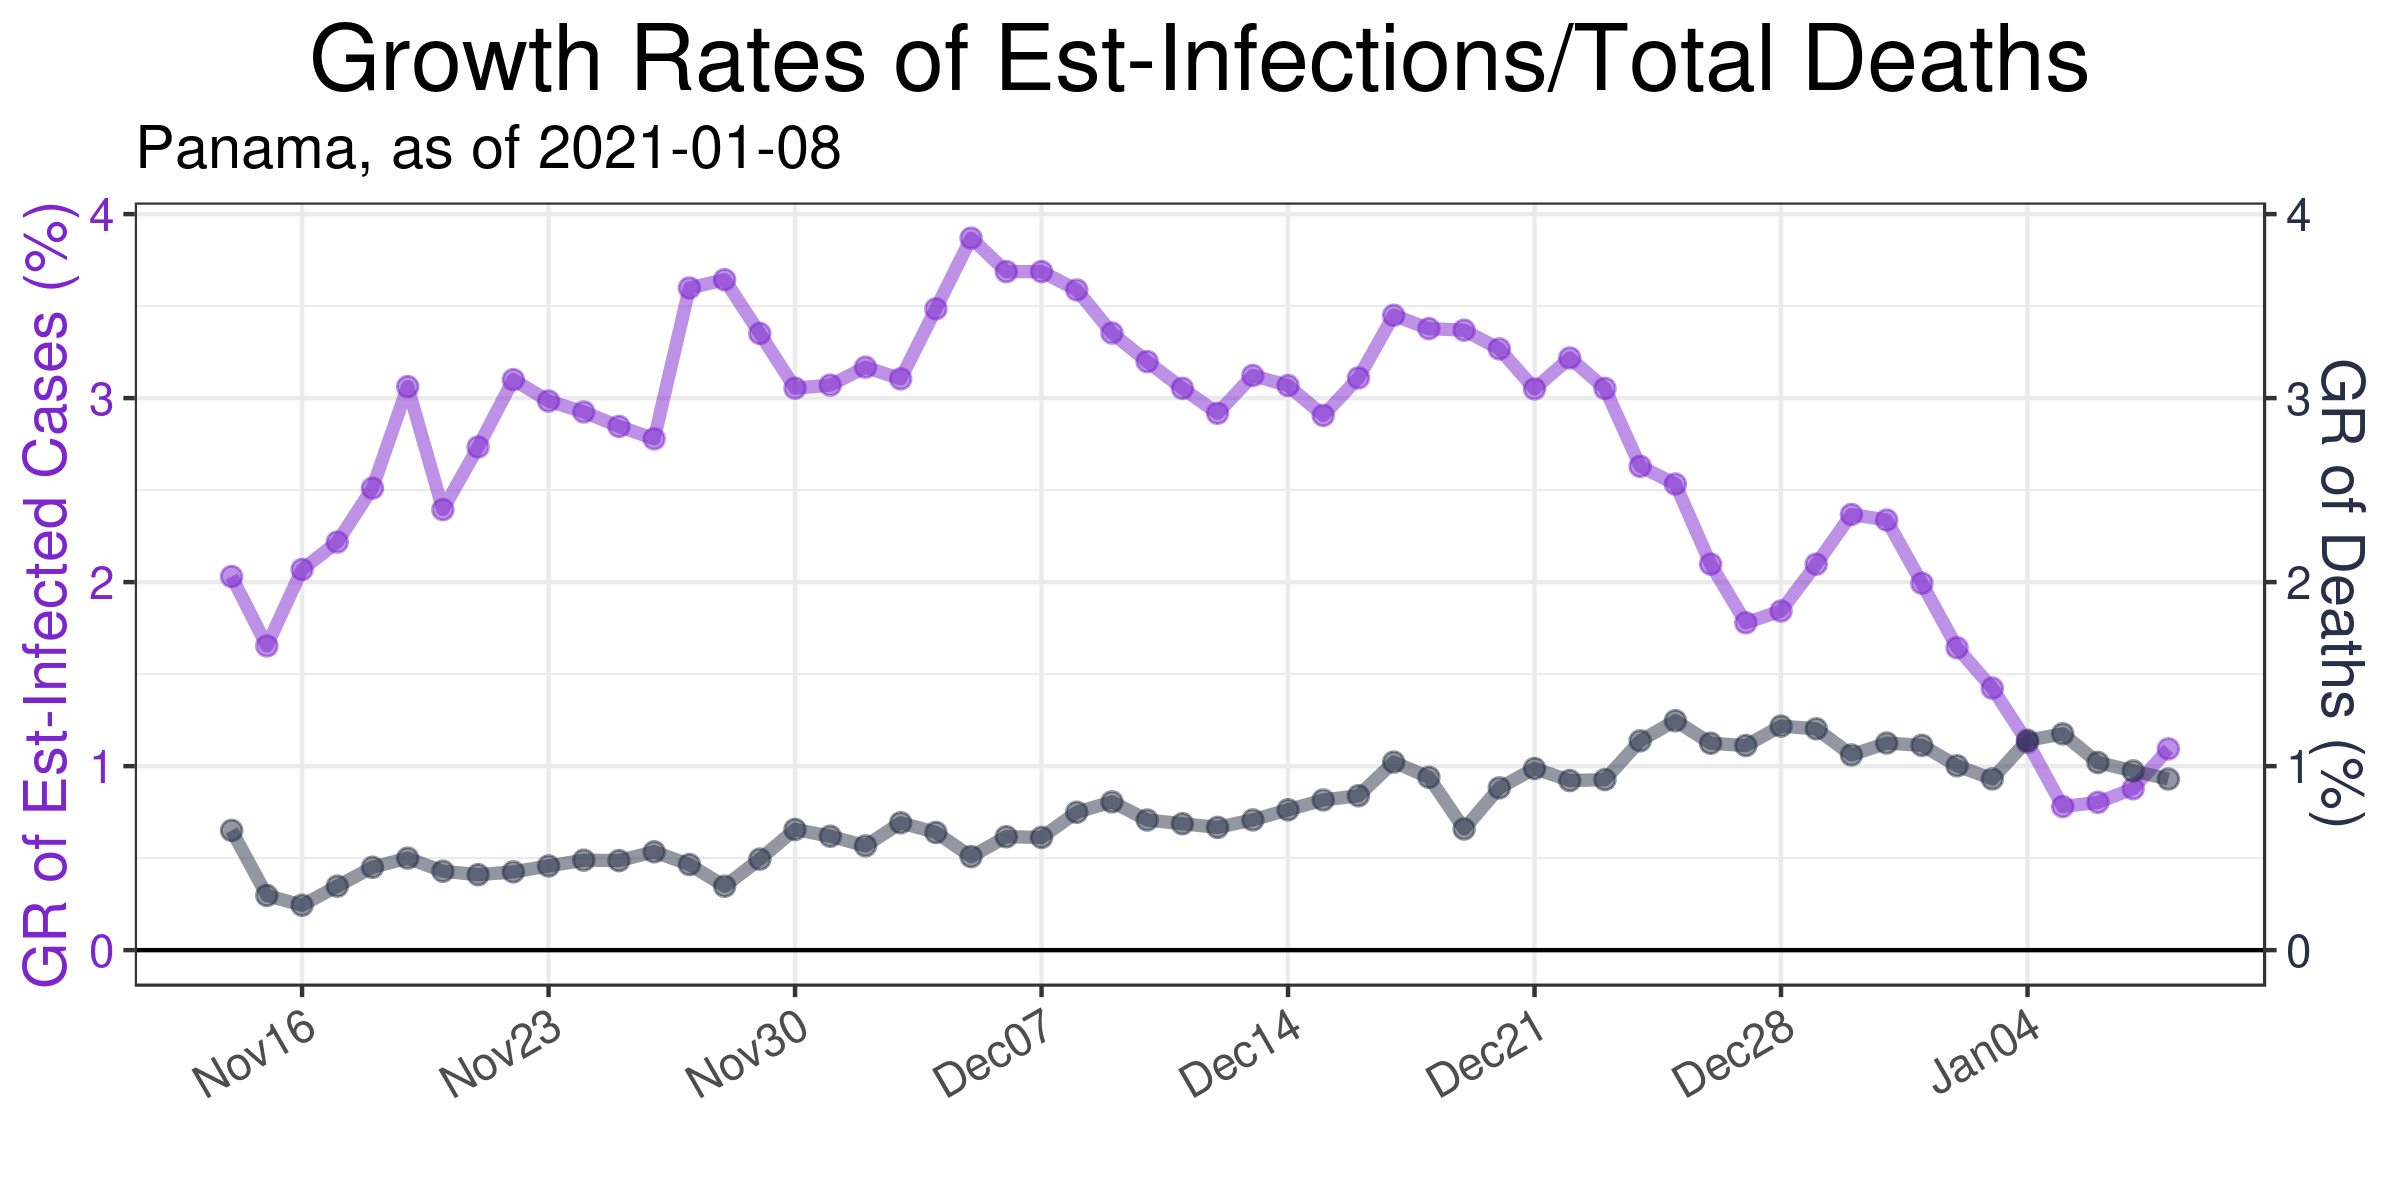 Growth Rates of Est-Infections/Total Deaths
Panama, as of 2021-01-08
GR of Est-Infected Cases (%)
4
3
2
1
0
4
3
2
1
0
GR of Deaths (%)
Nov16
Nov23
Nov30
Dec07
Dec14
Dec21
Dec28
Jan04